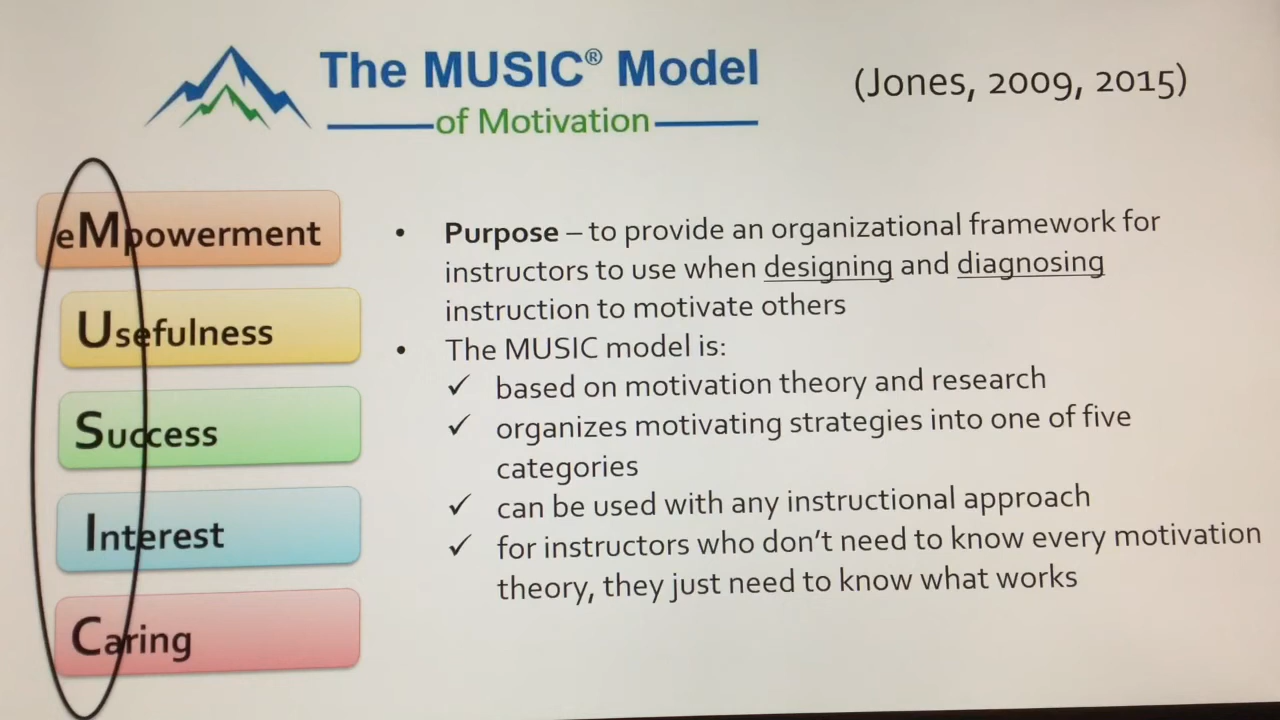 The MUSIC® Model
of Motivation
(Jones, 2009, 2015)
eMpowerment
Usefulness
Success
Interest
Caring
• Purpose – to provide an organizational framework for
instructors to use when designing and diagnosing
instruction to motivate others
• The MUSIC model is:
✓ based on motivation theory and research
✓ organizes motivating strategies into one of five
categories
✓ can be used with any instructional approach
✓ for instructors who don't need to know every motivation
theory, they just need to know what works